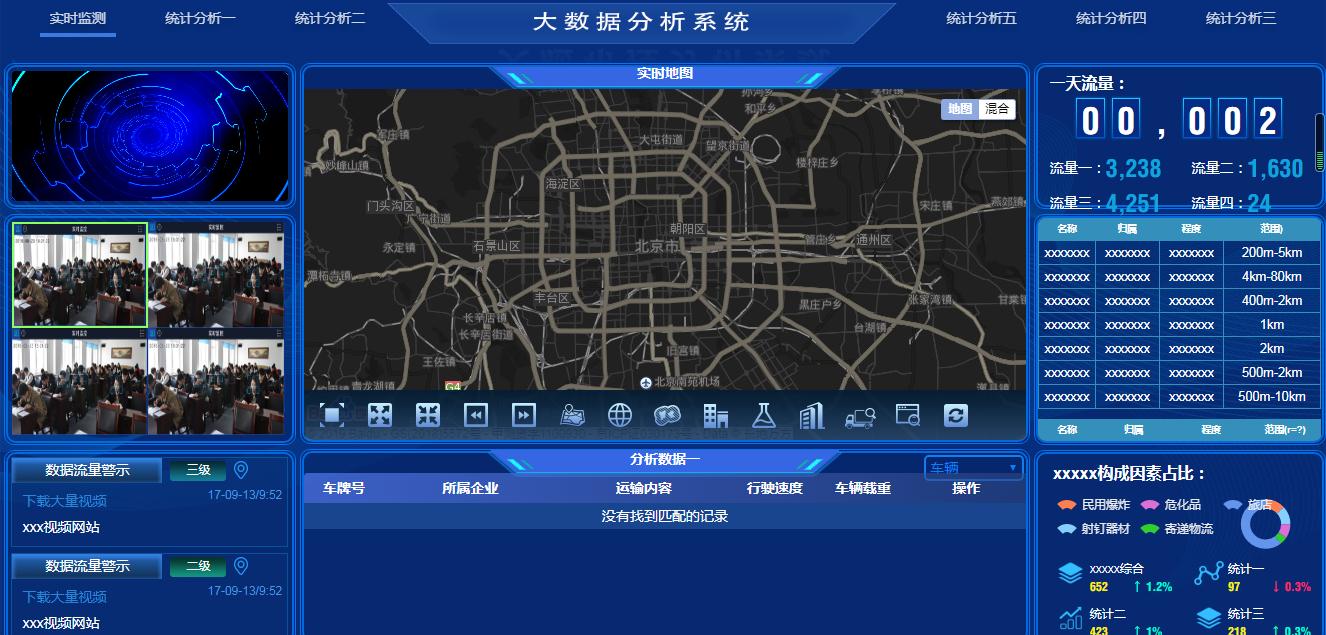 实时监测 统计分析一 统计分析二 大数据分析系统 统计分析五 统计分析四 统计分析三
实时地图
地图 混合
大屯街道
望京街道
楼梓庄乡
妙峰山镇
海淀区
门头沟区
宋庄镇
朝阳区
北京市
石景山区
永定镇
管庄乡
通州区
潭柘寺镇
丰台区
黑庄户乡
张家湾镇
长辛店镇
长辛店街道
台湖镇
旧宫镇
王佐镇
青龙湖镇
G4
北京南苑机场
一天流量：
00,002
流量一：3,238 流量二：1,630
流量三：4,251 流量四：24
名称 归属 程度 范围)
xxxxxxx xxxxxxx xxxxxxx 200m-5km
xxxxxxx xxxxxxx xxxxxxx 4km-80km
xxxxxxx xxxxxxx xxxxxxx 400m-2km
xxxxxxx xxxxxxx xxxxxxx 1km
xxxxxxx xxxxxxx xxxxxxx 2km
xxxxxxx xxxxxxx xxxxxxx 500m-2km
xxxxxxx xxxxxxx xxxxxxx 500m-10km
名称 归属 程度 范围(r=?)
数据流量警示 三级
下载大量视频 17-09-13/9:52
xxx视频网站
数据流量警示 二级
下载大量视频 17-09-13/9:52
xxx视频网站
分析数据一
车辆
车牌号 所属企业 运输内容 行驶速度 车辆载重 操作
没有找到匹配的记录
xxxxx构成因素占比：
民用爆炸 危化品 旅店
射钉器材 寄递物流
xxxxx综合
652 ↑ 1.2%
统计一
97 ↓ 0.3%
统计二
423 ↑ 1%
统计三
218 ↑ 0.3%